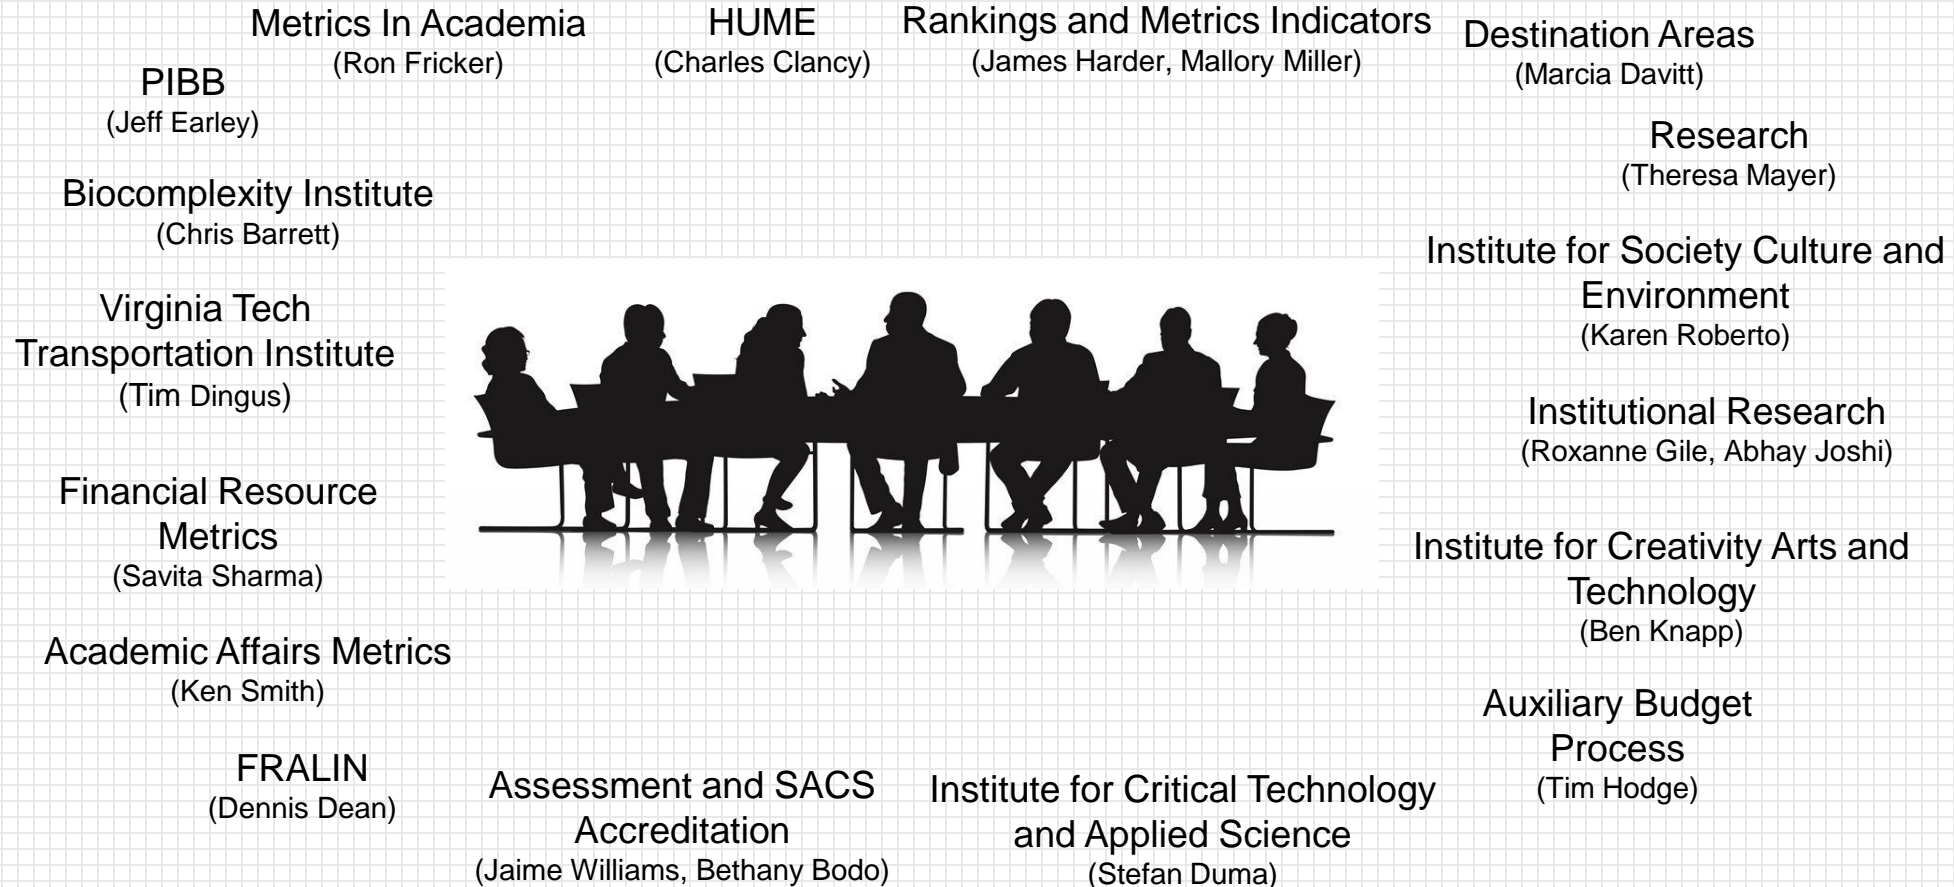 Metrics In Academia
(Ron Fricker)
HUME
(Charles Clancy)
Rankings and Metrics Indicators
(James Harder, Mallory Miller)
Destination Areas
(Marcia Davitt)
PIBB
(Jeff Earley)
Research
(Theresa Mayer)
Biocomplexity Institute
(Chris Barrett)
Institute for Society Culture and
Environment
(Karen Roberto)
Virginia Tech
Transportation Institute
(Tim Dingus)
Institutional Research
(Roxanne Gile, Abhay Joshi)
Financial Resource
Metrics
(Savita Sharma)
Institute for Creativity Arts and
Technology
(Ben Knapp)
Academic Affairs Metrics
(Ken Smith)
Auxiliary Budget
Process
(Tim Hodge)
FRALIN
(Dennis Dean)
Assessment and SACS
Accreditation
(Jaime Williams, Bethany Bodo)
Institute for Critical Technology
and Applied Science
(Stefan Duma)